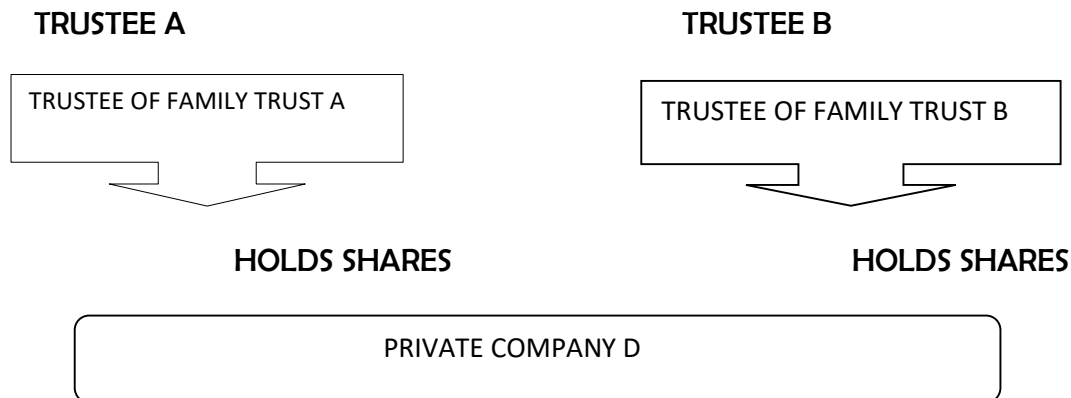 TRUSTEE A
TRUSTEE B
TRUSTEE OF FAMILY TRUST A
TRUSTEE OF FAMILY TRUST B
HOLDS SHARES
HOLDS SHARES
PRIVATE COMPANY D